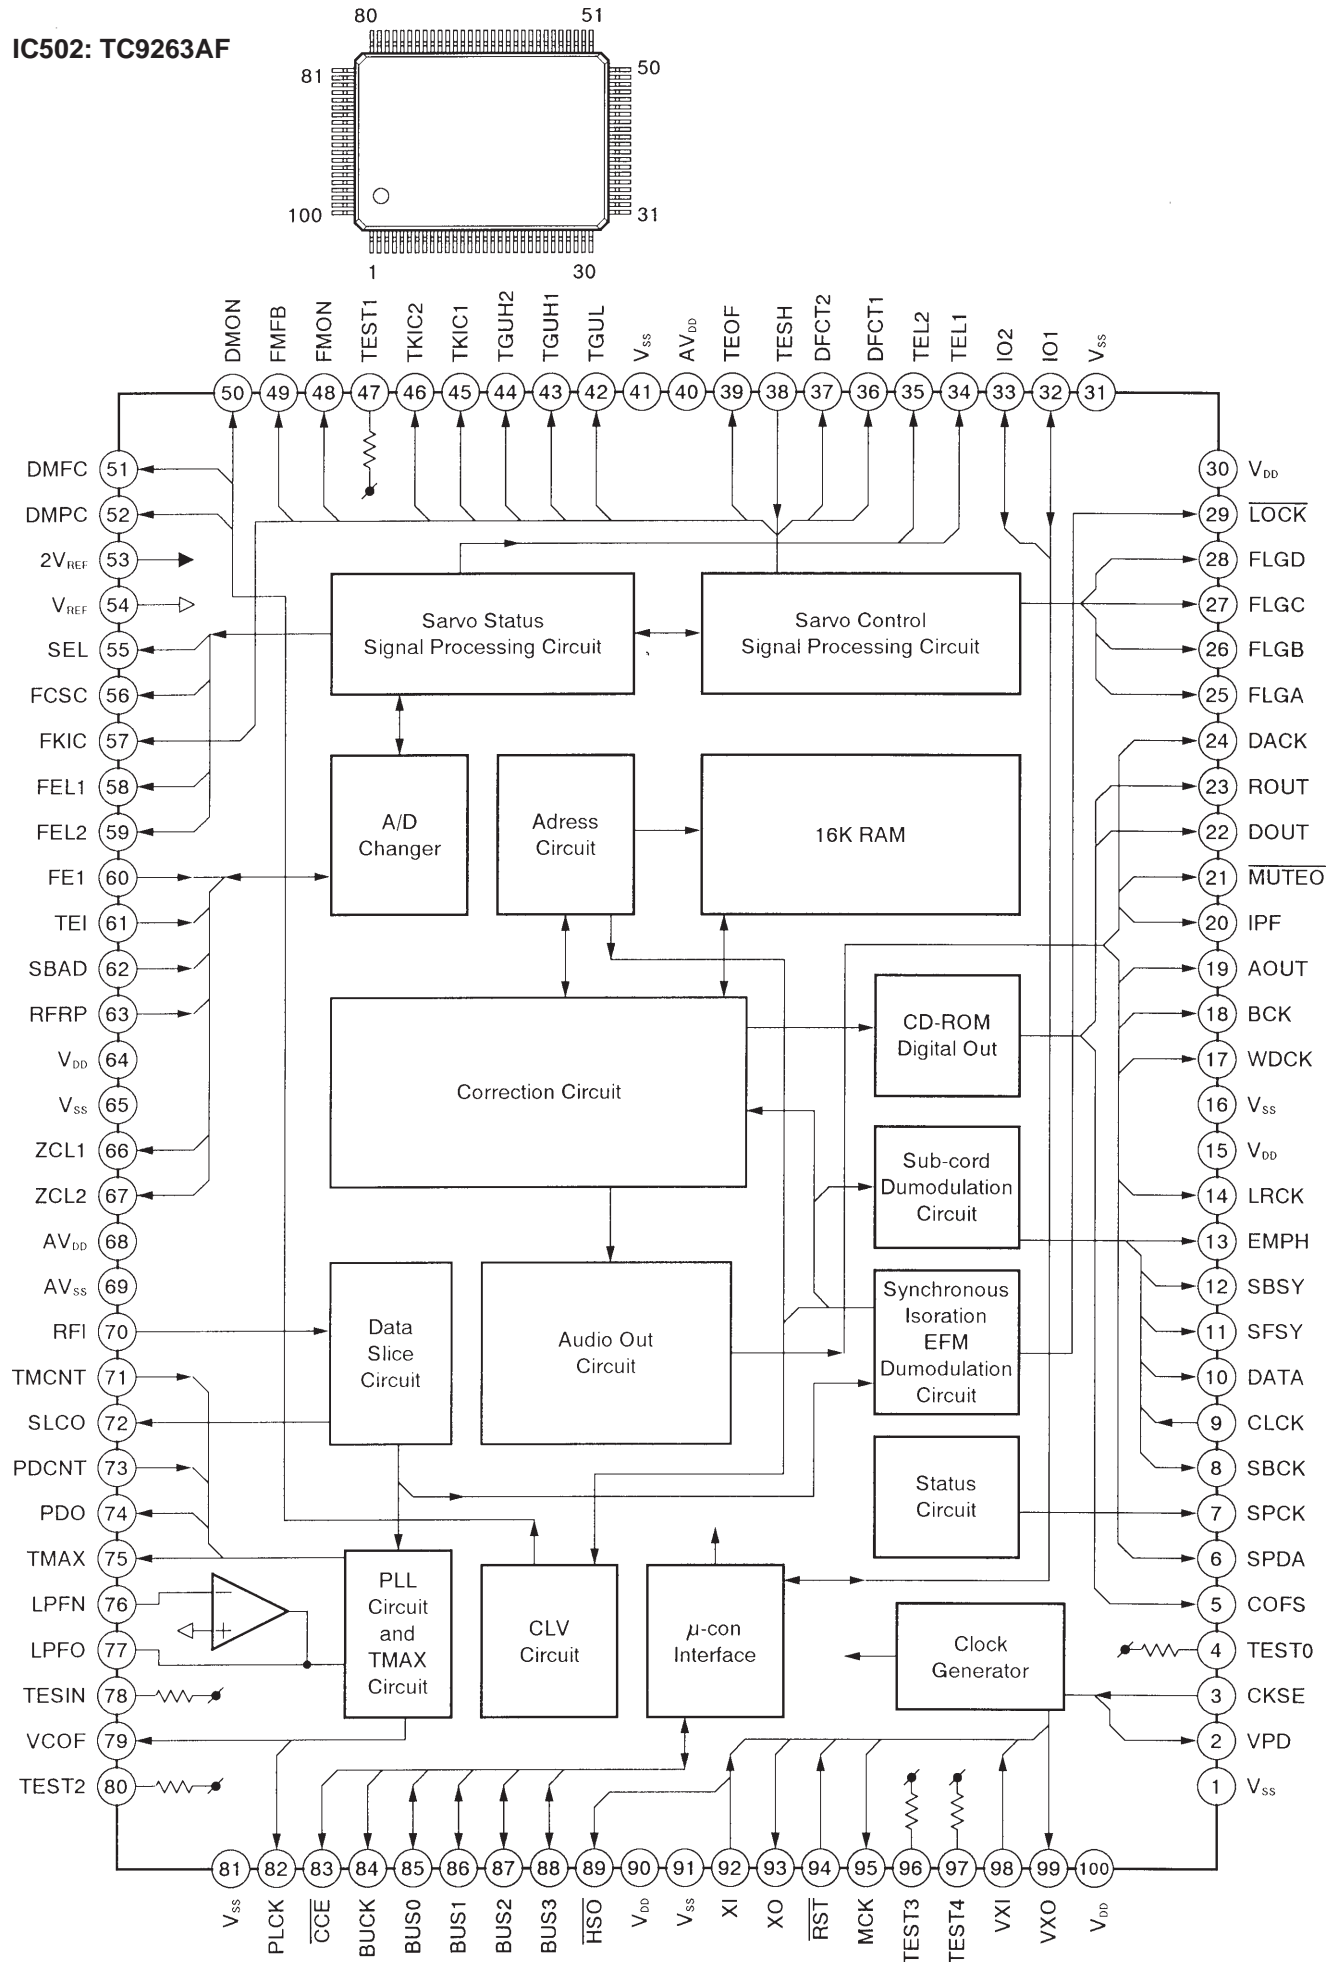 IC502: TC9263AF
80 51
81 50
100 31
1 30
DMON FMFB FMON TEST1 TKIC2 TKIC1 TGUH2 TGUH1 TGUL VSS AVDD TEOF TESH DFCT2 DFCT1 TEL2 TEL1 IO2 IO1 VSS
50 49 48 47 46 45 44 43 42 41 40 39 38 37 36 35 34 33 32 31
DMFC 51
DMPC 52
2VREF 53
VREF 54
SEL 55
FCSC 56
FKIC 57
FEL1 58
FEL2 59
FE1 60
TEI 61
SBAD 62
RFRP 63
VDD 64
VSS 65
ZCL1 66
ZCL2 67
AVDD 68
AVSS 69
RFI 70
TMCNT 71
SLCO 72
PDCNT 73
PDO 74
TMAX 75
LPFN 76
LPFO 77
TESIN 78
VCOF 79
TEST2 80
Sarvo Status
Signal Processing Circuit
Sarvo Control
Signal Processing Circuit
A/D
Changer
Adress
Circuit
16K RAM
Correction Circuit
CD-ROM
Digital Out
Sub-cord
Dumodulation
Circuit
Data
Slice
Circuit
Audio Out
Circuit
Synchronous
Isoration
EFM
Dumodulation
Circuit
Status
Circuit
PLL
Circuit
and
TMAX
Circuit
CLV
Circuit
μ-con
Interface
Clock
Generator
− 
+
30 VDD
29 LOCK
28 FLGD
27 FLGC
26 FLGB
25 FLGA
24 DACK
23 ROUT
22 DOUT
21 MUTEO
20 IPF
19 AOUT
18 BCK
17 WDCK
16 VSS
15 VDD
14 LRCK
13 EMPH
12 SBSY
11 SFSY
10 DATA
9 CLCK
8 SBCK
7 SPCK
6 SPDA
5 COFS
4 TEST0
3 CKSE
2 VPD
1 VSS
81 82 83 84 85 86 87 88 89 90 91 92 93 94 95 96 97 98 99 100
VSS PLCK CCE BUCK BUS0 BUS1 BUS2 BUS3 HSO VDD VSS XI XO RST MCK TEST3 TEST4 VXI VXO VDD